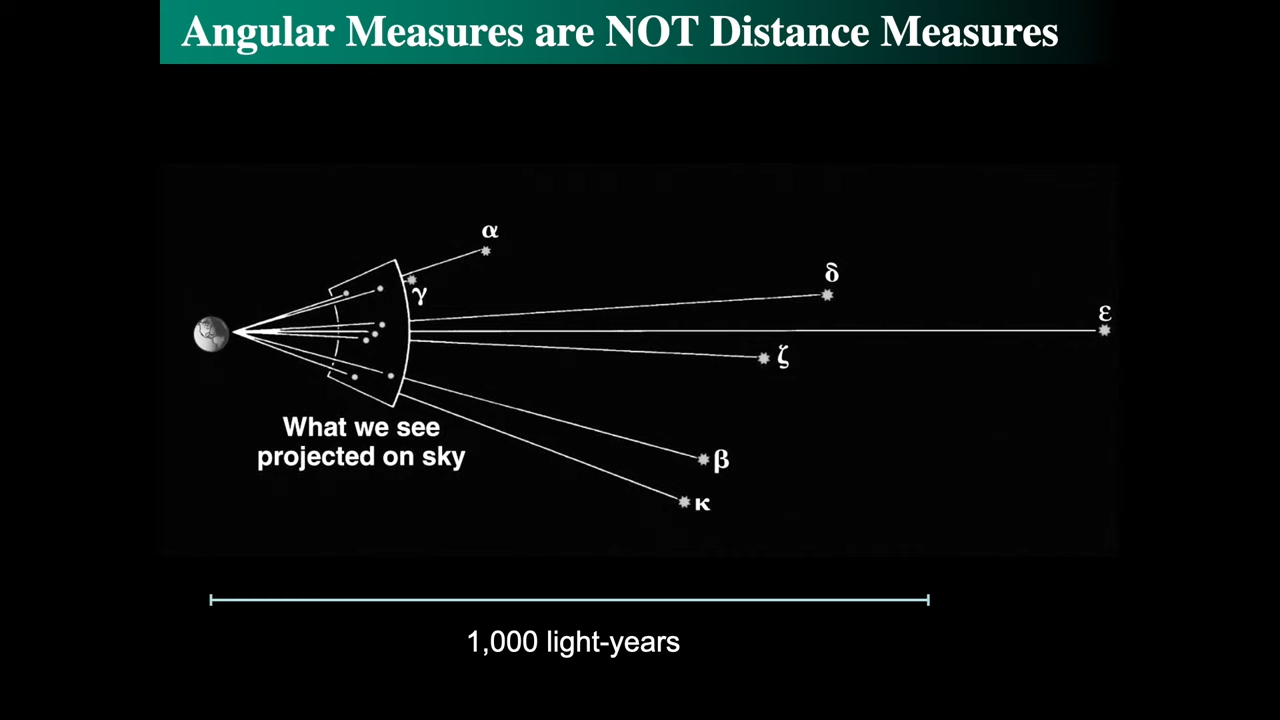 Angular Measures are NOT Distance Measures
α
γ
δ
ε
ζ
What we see
projected on sky
β
κ
1,000 light-years